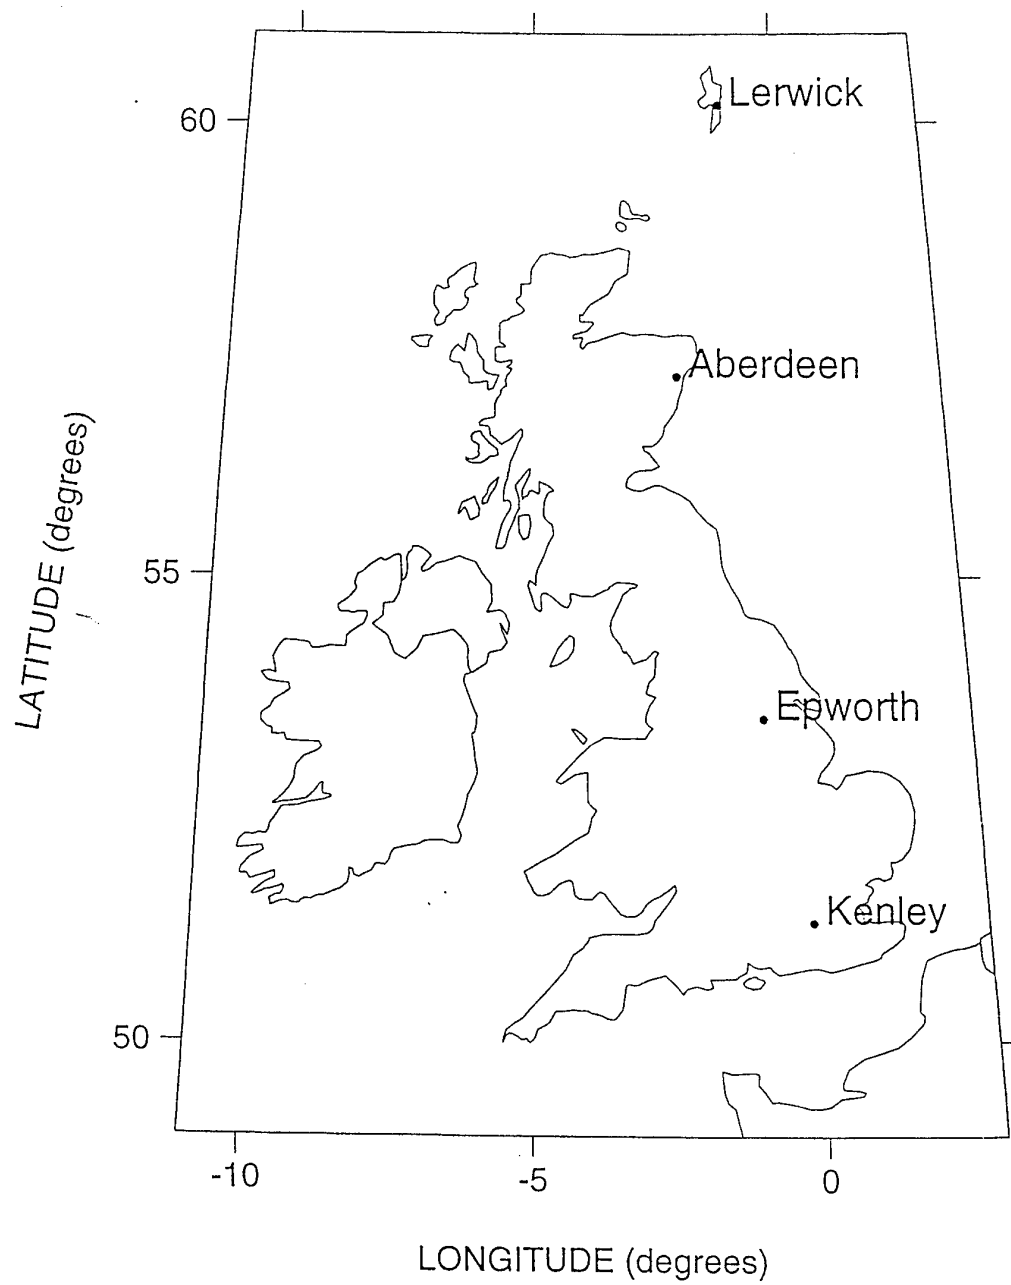 Lerwick
60
Aberdeen
LATITUDE (degrees)
55
Epworth
Kenley
50
-10
-5
0
LONGITUDE (degrees)